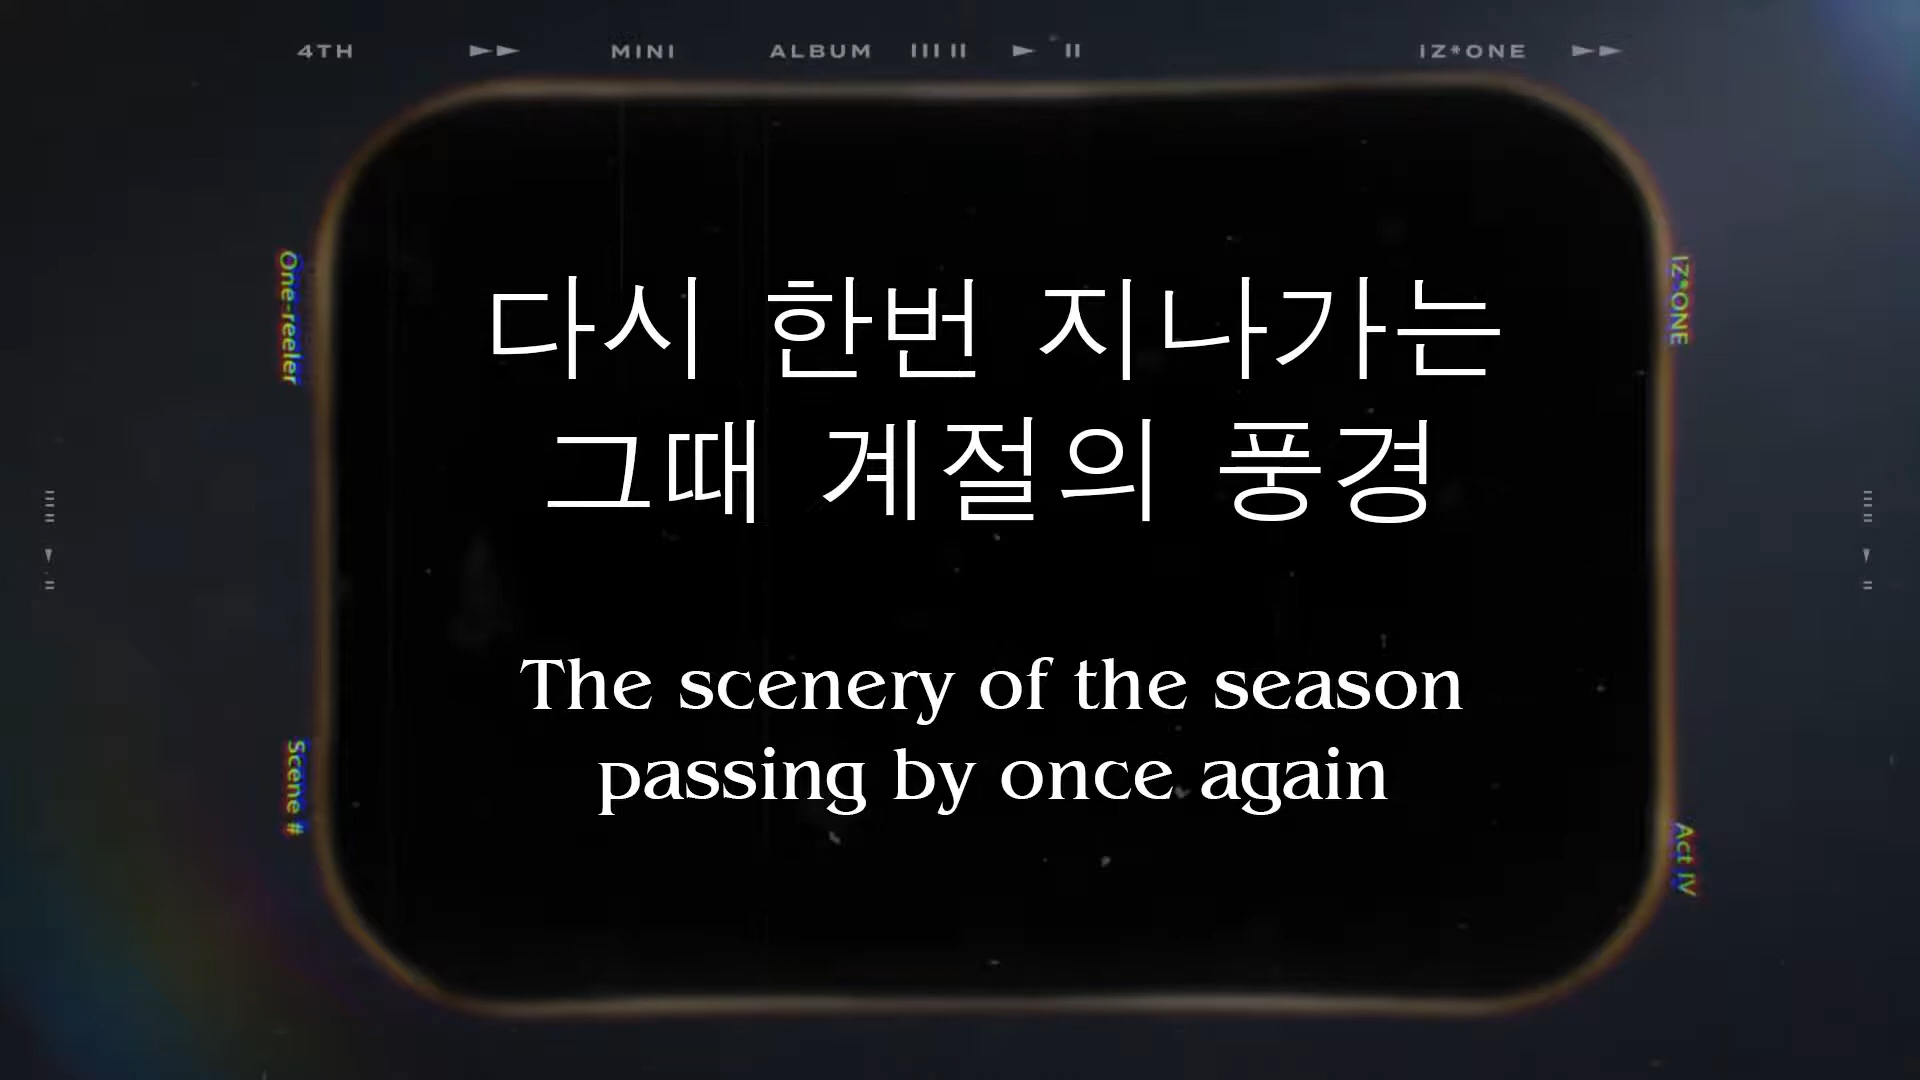 4TH MINI ALBUM IZ*ONE
One-reeler
IZ*ONE
다시 한번 지나가는
그때 계절의 풍경
The scenery of the season
passing by once again
Scene #
Act IV